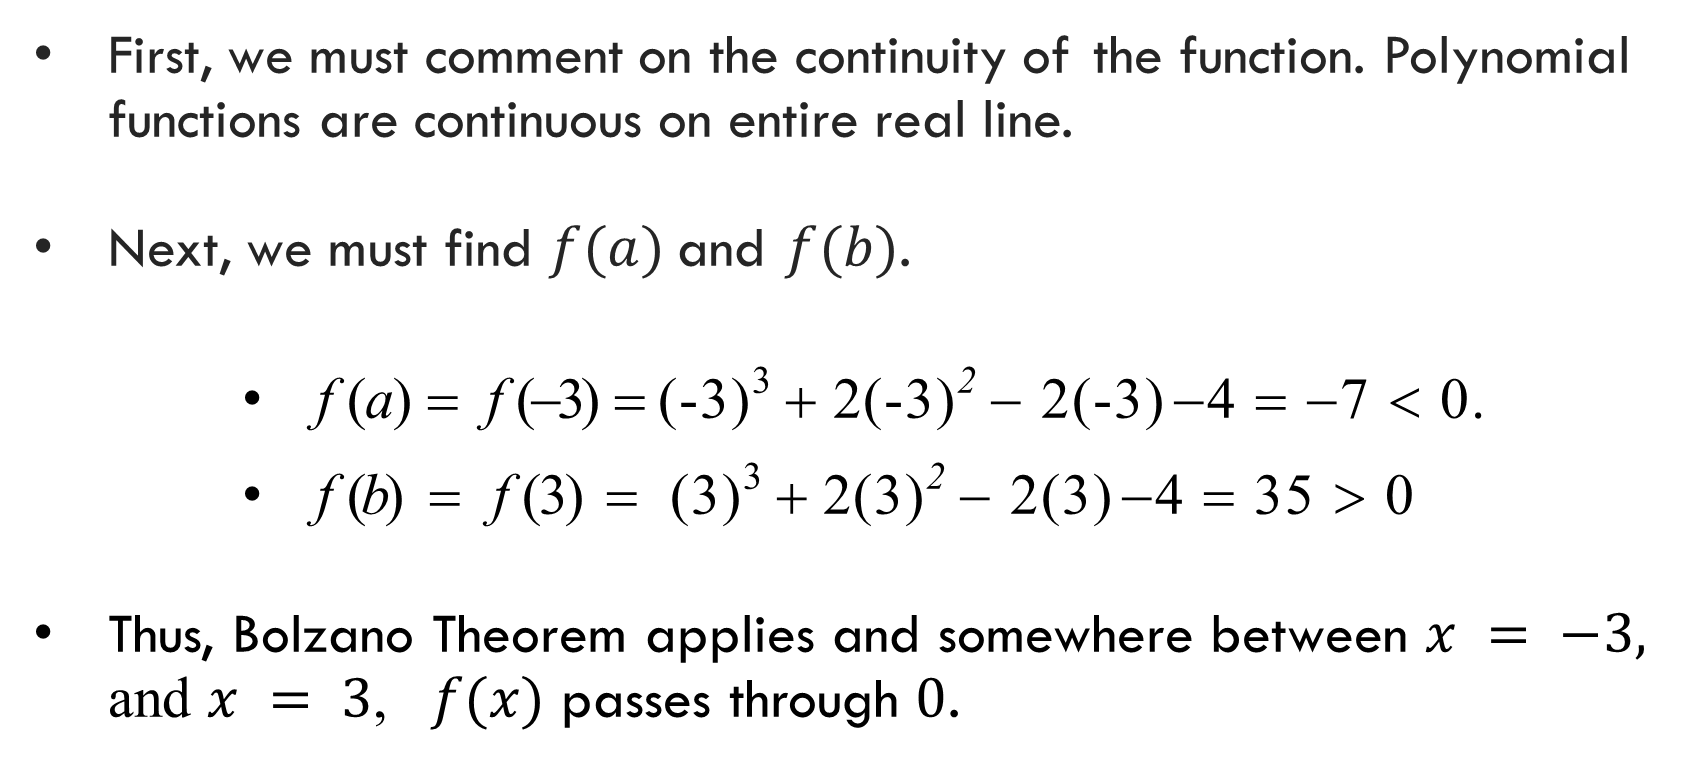 • First, we must comment on the continuity of the function. Polynomial
functions are continuous on entire real line.
• Next, we must find f(a) and f(b).
• f(a) = f(−3) = (-3)³ + 2(-3)² − 2(-3)−4 = −7 < 0.
• f(b) = f(3) = (3)³ + 2(3)² − 2(3)−4 = 35 > 0
• Thus, Bolzano Theorem applies and somewhere between x = −3,
and x = 3, f(x) passes through 0.